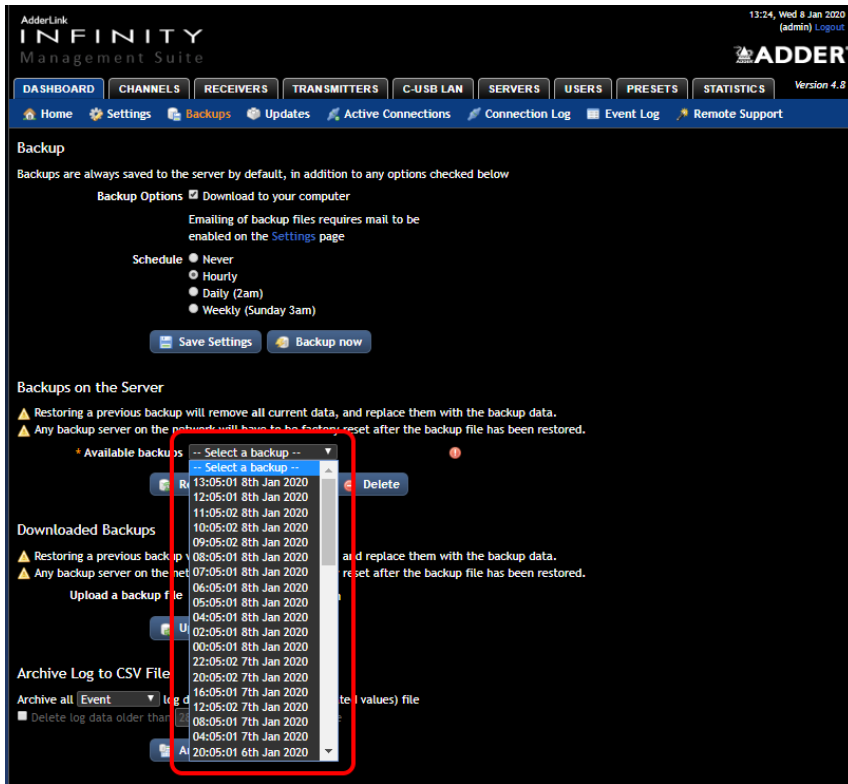 AdderLink
INFINITY
Management Suite
13:24, Wed 8 Jan 2020
(admin) Logout
ADDER
DASHBOARD CHANNELS RECEIVERS TRANSMITTERS C-USB LAN SERVERS USERS PRESETS STATISTICS Version 4.8
Home Settings Backups Updates Active Connections Connection Log Event Log Remote Support
Backup
Backups are always saved to the server by default, in addition to any options checked below
Backup Options Download to your computer
Emailing of backup files requires mail to be
enabled on the Settings page
Schedule Never
Hourly
Daily (2am)
Weekly (Sunday 3am)
Save Settings Backup now
Backups on the Server
Restoring a previous backup will remove all current data, and replace them with the backup data.
Any backup server on the network will have to be factory reset after the backup file has been restored.
* Available backups -- Select a backup --
-- Select a backup --
13:05:01 8th Jan 2020
Delete
12:05:01 8th Jan 2020
11:05:02 8th Jan 2020
10:05:02 8th Jan 2020
Downloaded Backups
09:05:02 8th Jan 2020
Restoring a previous backup 08:05:01 8th Jan 2020 and replace them with the backup data.
Any backup server on the 07:05:01 8th Jan 2020 reset after the backup file has been restored.
06:05:01 8th Jan 2020
Upload a backup file 05:05:01 8th Jan 2020
04:05:01 8th Jan 2020
02:05:01 8th Jan 2020
00:05:01 8th Jan 2020
22:05:02 7th Jan 2020
Archive Log to CSV File 20:05:02 7th Jan 2020
Archive all Event log 16:05:01 7th Jan 2020 values) file
12:05:02 7th Jan 2020
Delete log data older than 08:05:01 7th Jan 2020
04:05:01 7th Jan 2020
20:05:01 6th Jan 2020